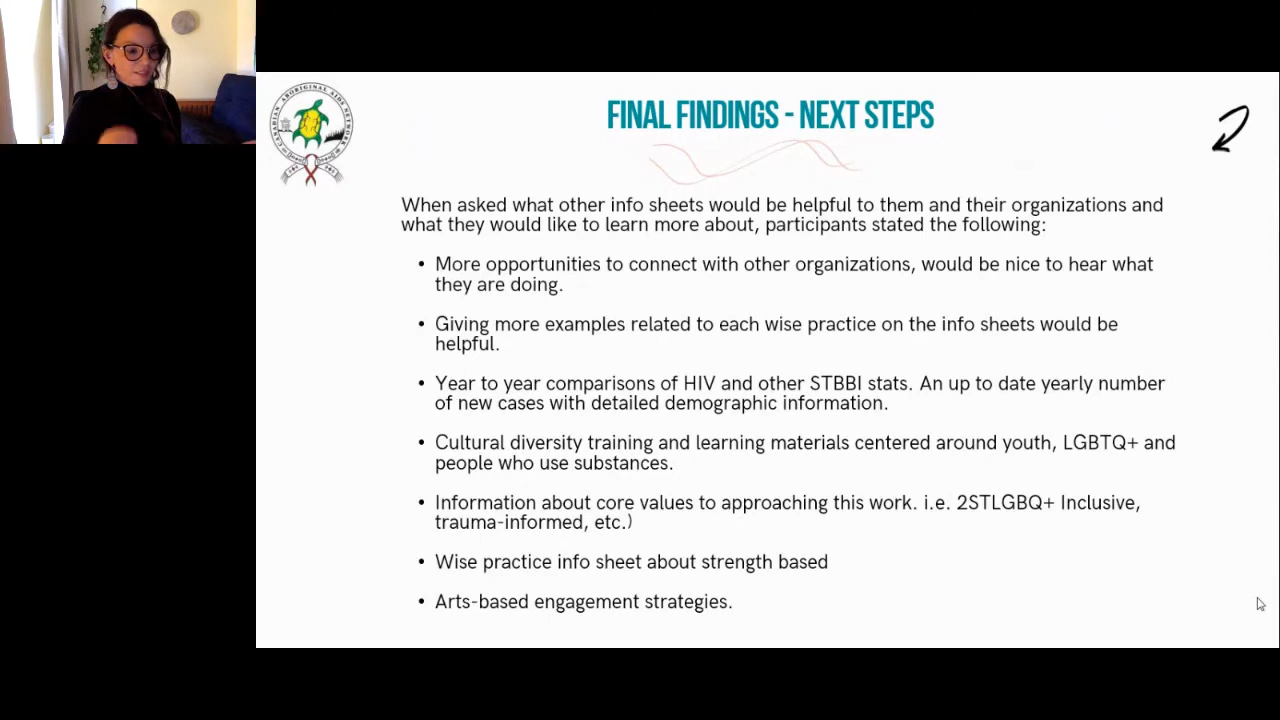 CANADIAN ABORIGINAL AIDS NETWORK
FINAL FINDINGS - NEXT STEPS
When asked what other info sheets would be helpful to them and their organizations and
what they would like to learn more about, participants stated the following:
• More opportunities to connect with other organizations, would be nice to hear what
they are doing.
• Giving more examples related to each wise practice on the info sheets would be
helpful.
• Year to year comparisons of HIV and other STBBI stats. An up to date yearly number
of new cases with detailed demographic information.
• Cultural diversity training and learning materials centered around youth, LGBTQ+ and
people who use substances.
• Information about core values to approaching this work. i.e. 2STLGBQ+ Inclusive,
trauma-informed, etc.)
• Wise practice info sheet about strength based
• Arts-based engagement strategies.